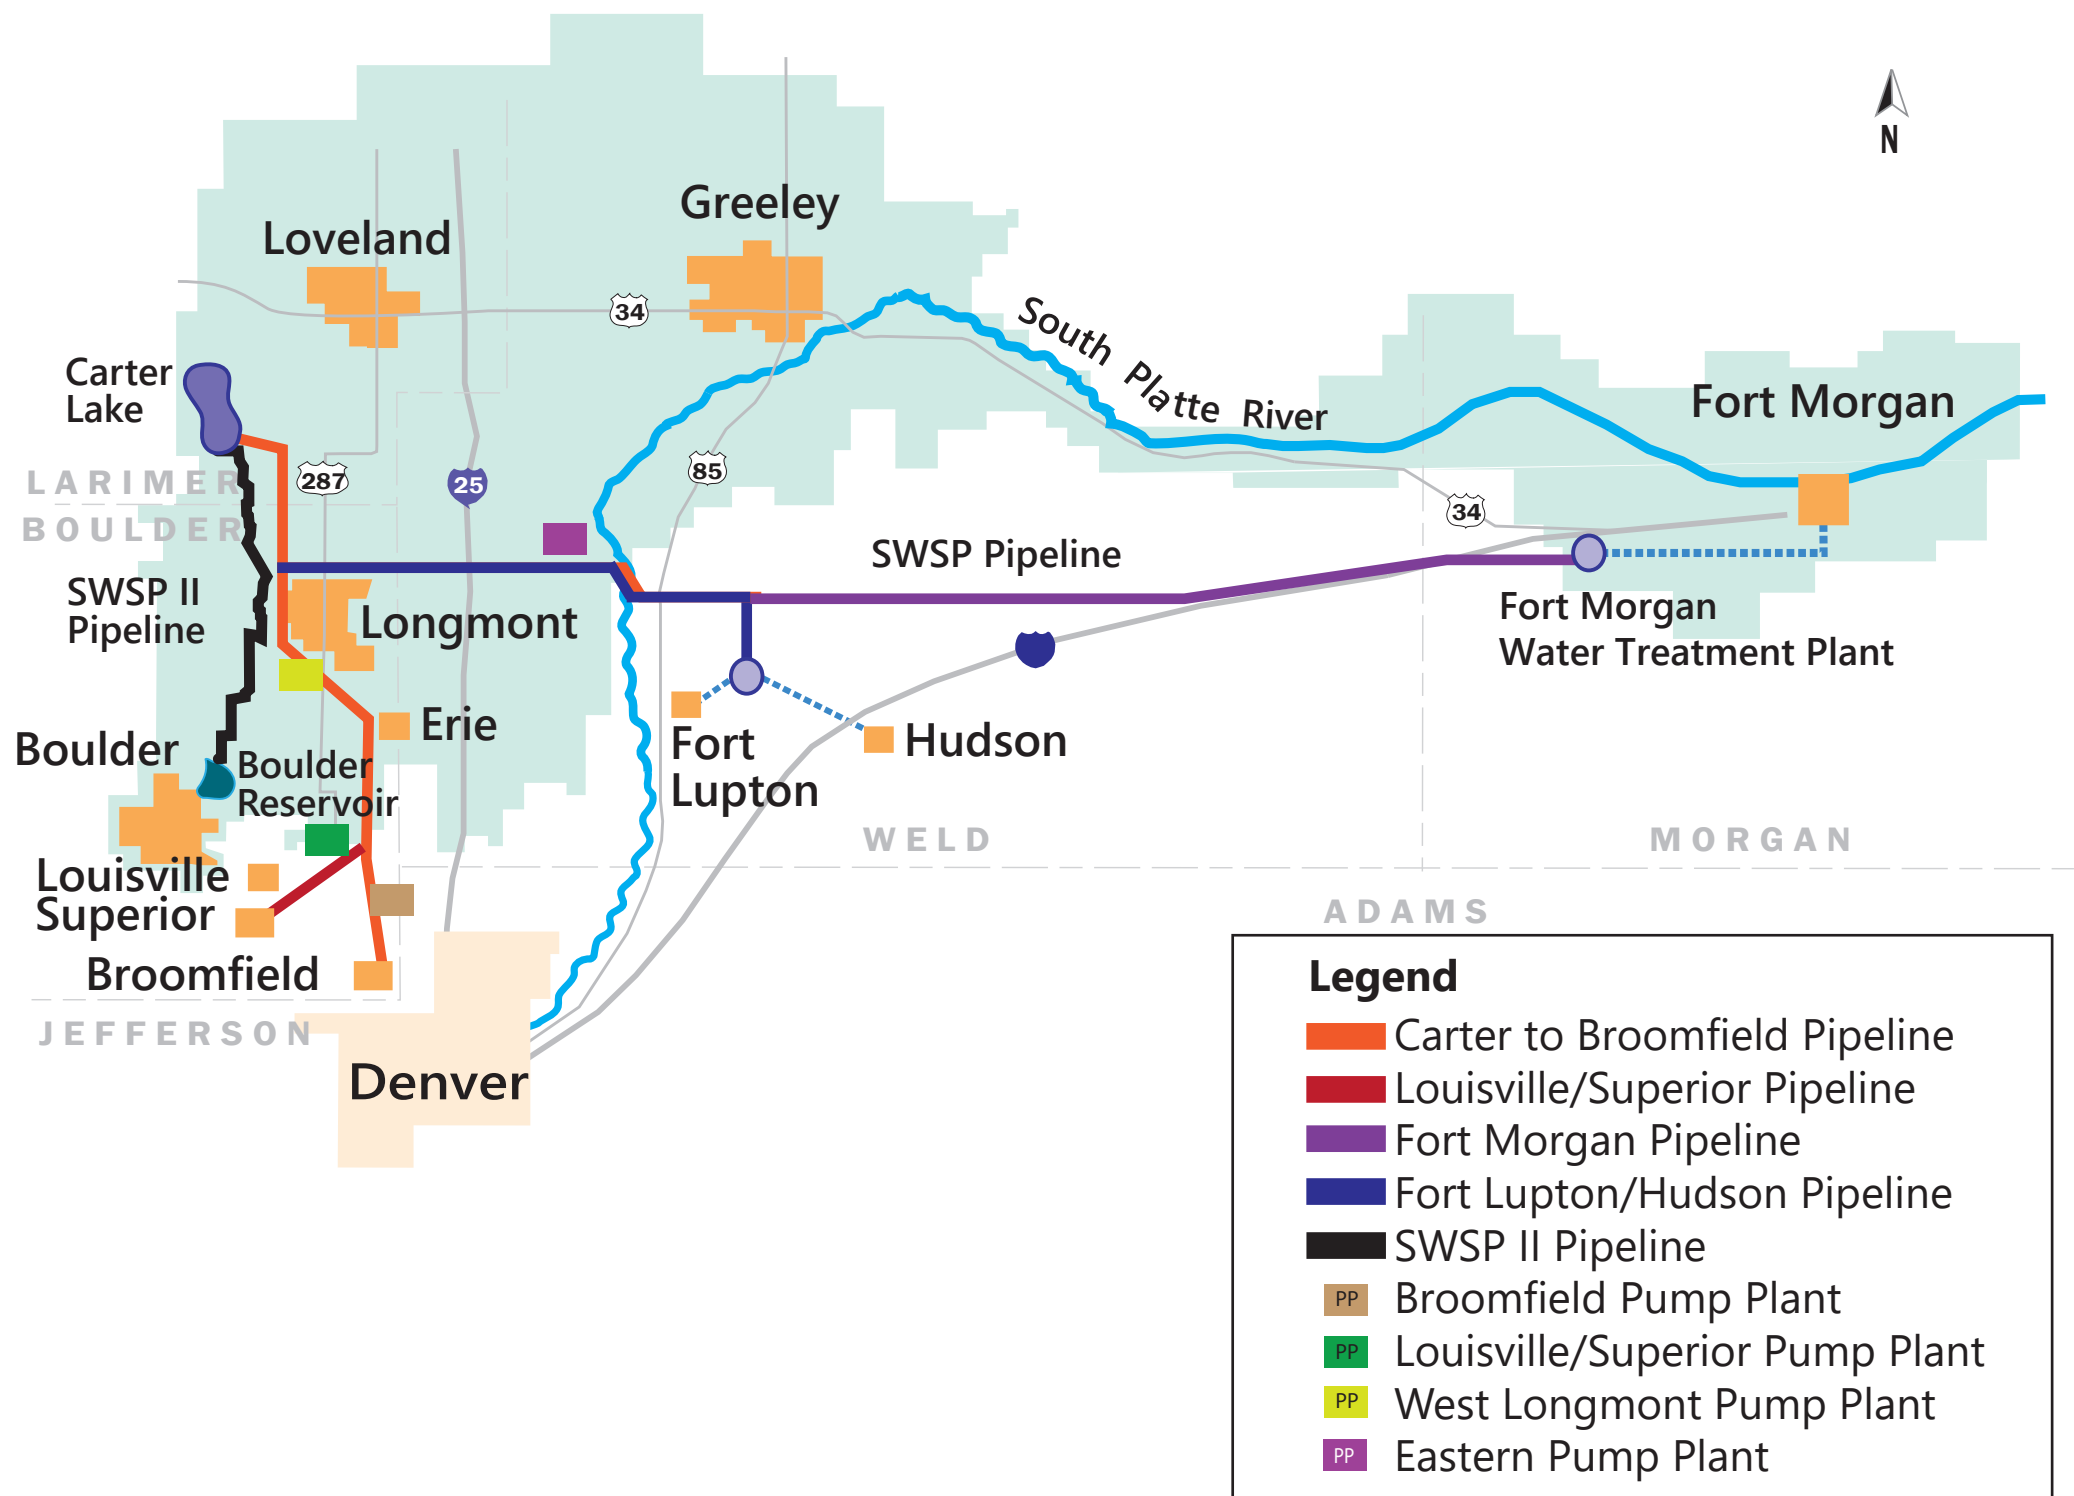 N
Greeley
Loveland
34
South Platte River
Carter
Lake
Fort Morgan
LARIMER
287
25
85
34
BOULDER
SWSP Pipeline
SWSP II
Pipeline
Longmont
Fort Morgan
Water Treatment Plant
Erie
Boulder
Boulder
Reservoir
Fort
Lupton
Hudson
WELD
MORGAN
Louisville
Superior
ADAMS
Broomfield
JEFFERSON
Denver
Legend
Carter to Broomfield Pipeline
Louisville/Superior Pipeline
Fort Morgan Pipeline
Fort Lupton/Hudson Pipeline
SWSP II Pipeline
PP Broomfield Pump Plant
PP Louisville/Superior Pump Plant
PP West Longmont Pump Plant
PP Eastern Pump Plant